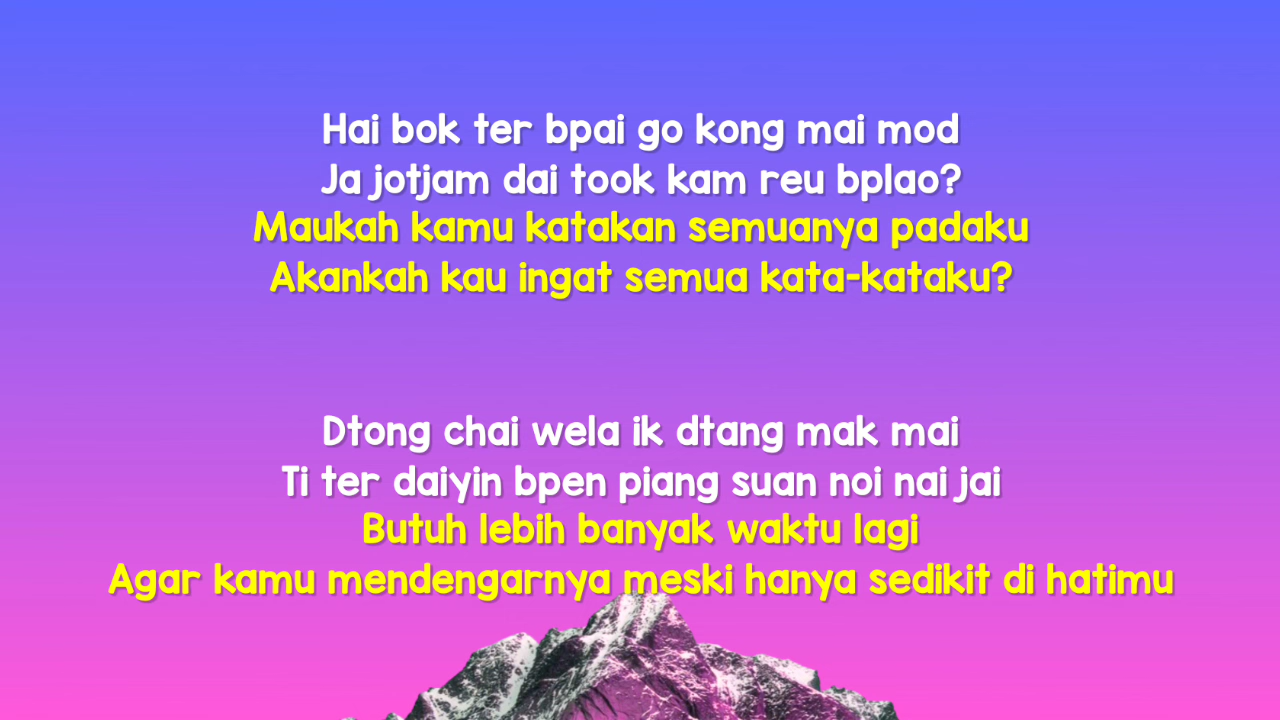 Hai bok ter bpai go kong mai mod
Ja jotjam dai took kam reu bplao?
Maukah kamu katakan semuanya padaku
Akankah kau ingat semua kata-kataku?
Dtong chai wela ik dtang mak mai
Ti ter daiyin bpen piang suan noi nai jai
Butuh lebih banyak waktu lagi
Agar kamu mendengarnya meski hanya sedikit di hatimu